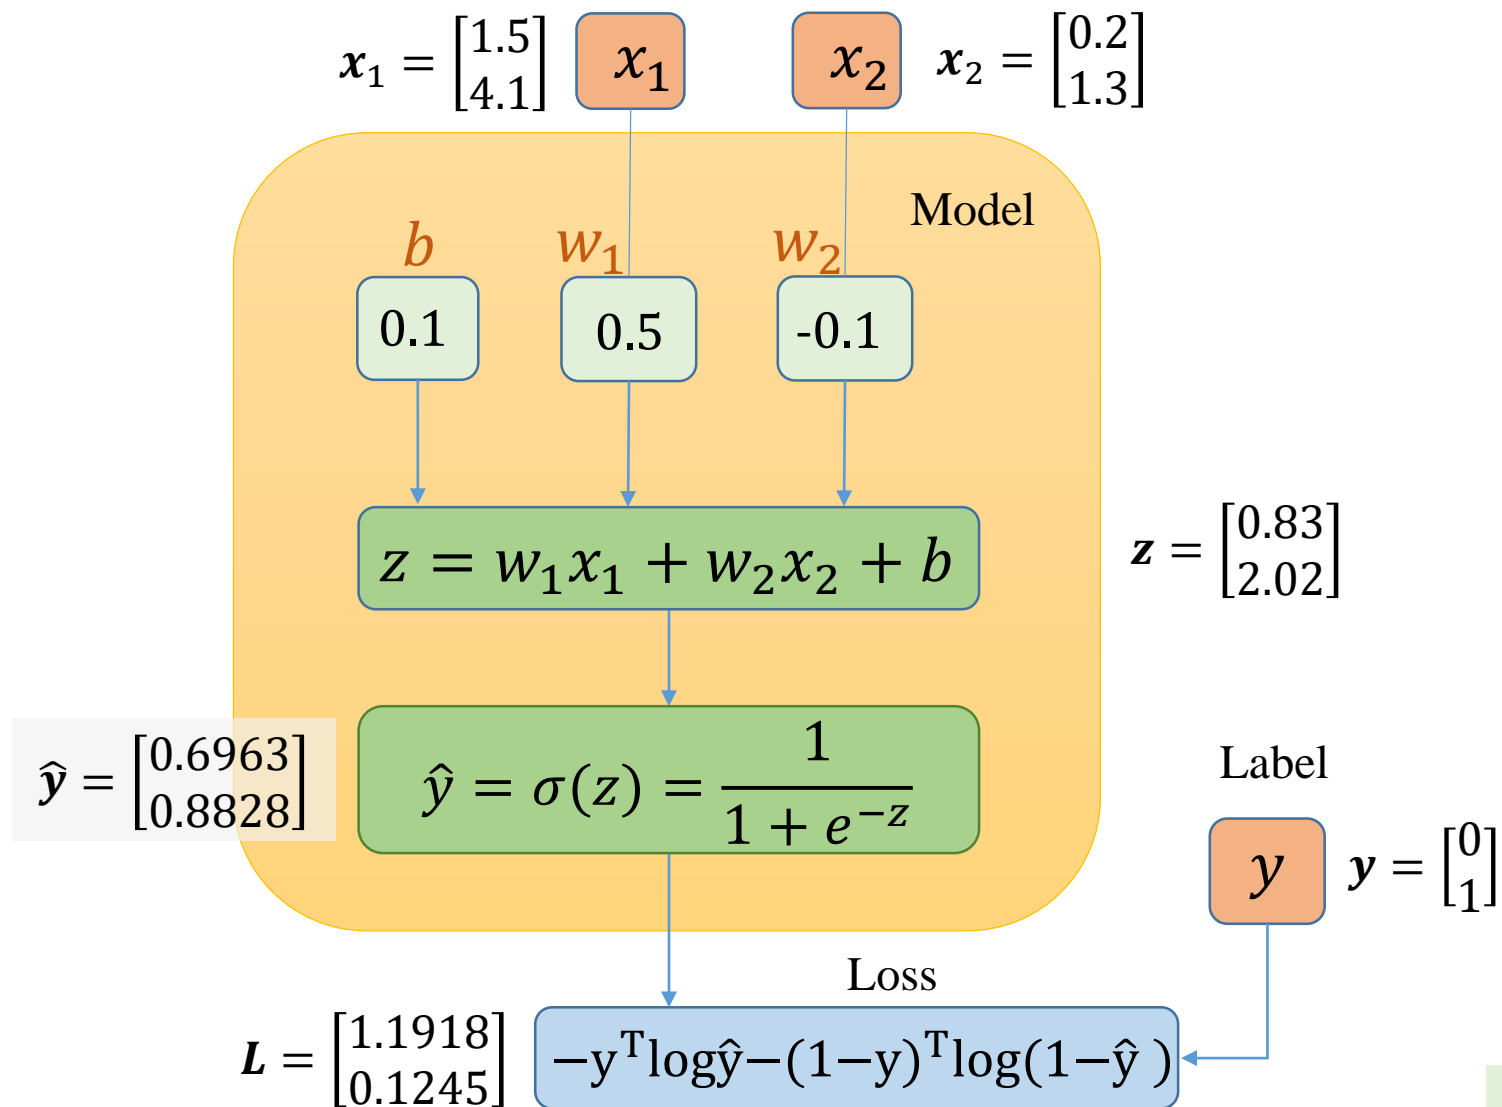 𝒙₁ = [1.5 4.1] x₁ x₂ 𝒙₂ = [0.2 1.3]
Model
b w₁ w₂
0.1 0.5 -0.1
z = w₁x₁ + w₂x₂ + b
𝒛 = [0.83 2.02]
ŷ = [0.6963 0.8828]
ŷ = σ(z) = 1 / (1 + e⁻ᶻ)
Label
y 𝒚 = [0 1]
Loss
𝑳 = [1.1918 0.1245]
−yᵀlogŷ−(1−y)ᵀlog(1−ŷ )